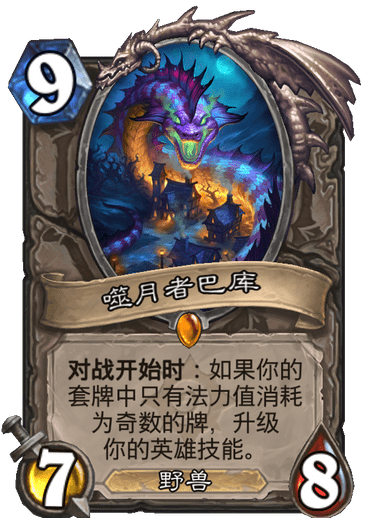 9
噬月者巴库
对战开始时：如果你的
套牌中只有法力值消耗
为奇数的牌，升级
你的英雄技能。
野兽
7
8